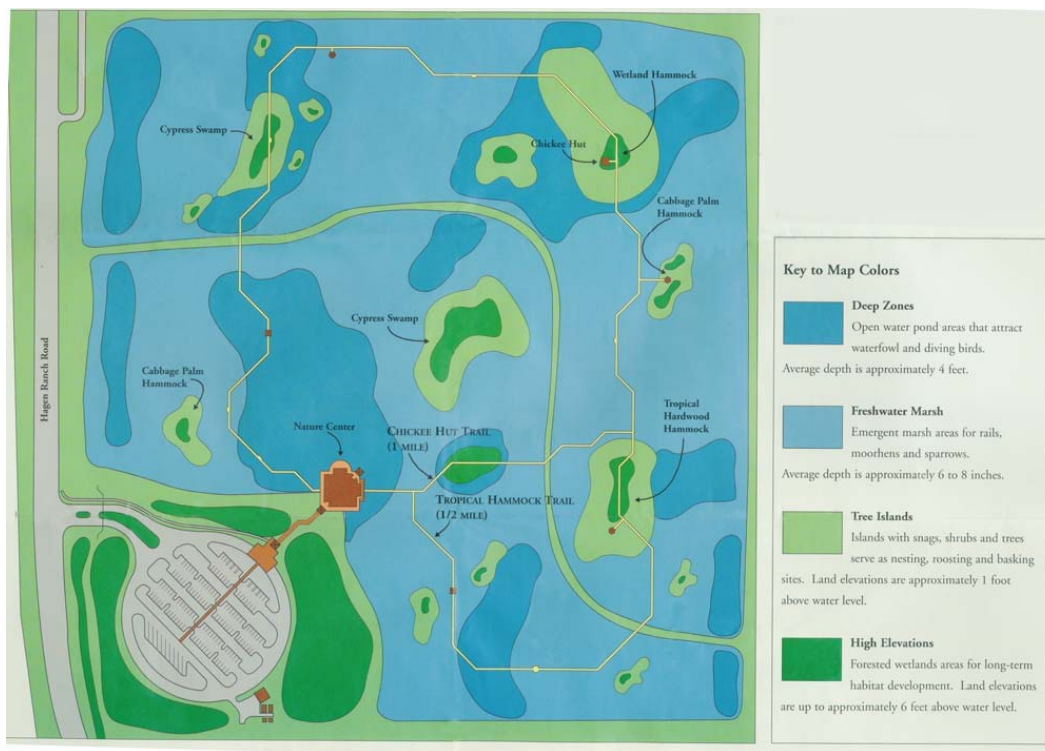 Wetland Hammock
Cypress Swamp
Chickee Hut
Cabbage Palm
Hammock
Cypress Swamp
Hagen Ranch Road
Cabbage Palm
Hammock
Nature Center
CHICKEE HUT TRAIL
(1 MILE)
Tropical
Hardwood
Hammock
TROPICAL HAMMOCK TRAIL
(1/2 MILE)
Key to Map Colors
Deep Zones
Open water pond areas that attract
waterfowl and diving birds.
Average depth is approximately 4 feet.
Freshwater Marsh
Emergent marsh areas for rails,
moorhens and sparrows.
Average depth is approximately 6 to 8 inches.
Tree Islands
Islands with snags, shrubs and trees
serve as nesting, roosting and basking
sites. Land elevations are approximately 1 foot
above water level.
High Elevations
Forested wetlands areas for long-term
habitat development. Land elevations
are up to approximately 6 feet above water level.